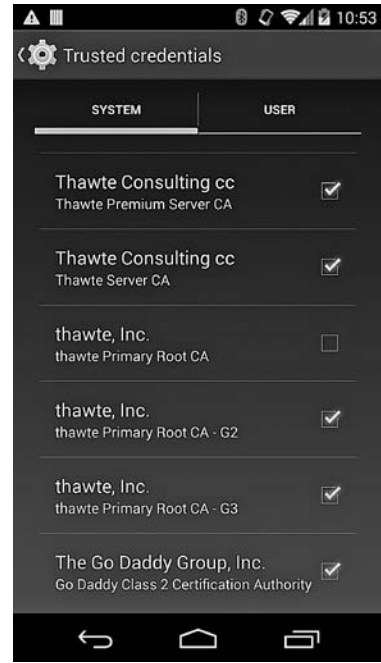 10:53
Trusted credentials
SYSTEM USER
Thawte Consulting cc
Thawte Premium Server CA
Thawte Consulting cc
Thawte Server CA
thawte, Inc.
thawte Primary Root CA
thawte, Inc.
thawte Primary Root CA - G2
thawte, Inc.
thawte Primary Root CA - G3
The Go Daddy Group, Inc.
Go Daddy Class 2 Certification Authority